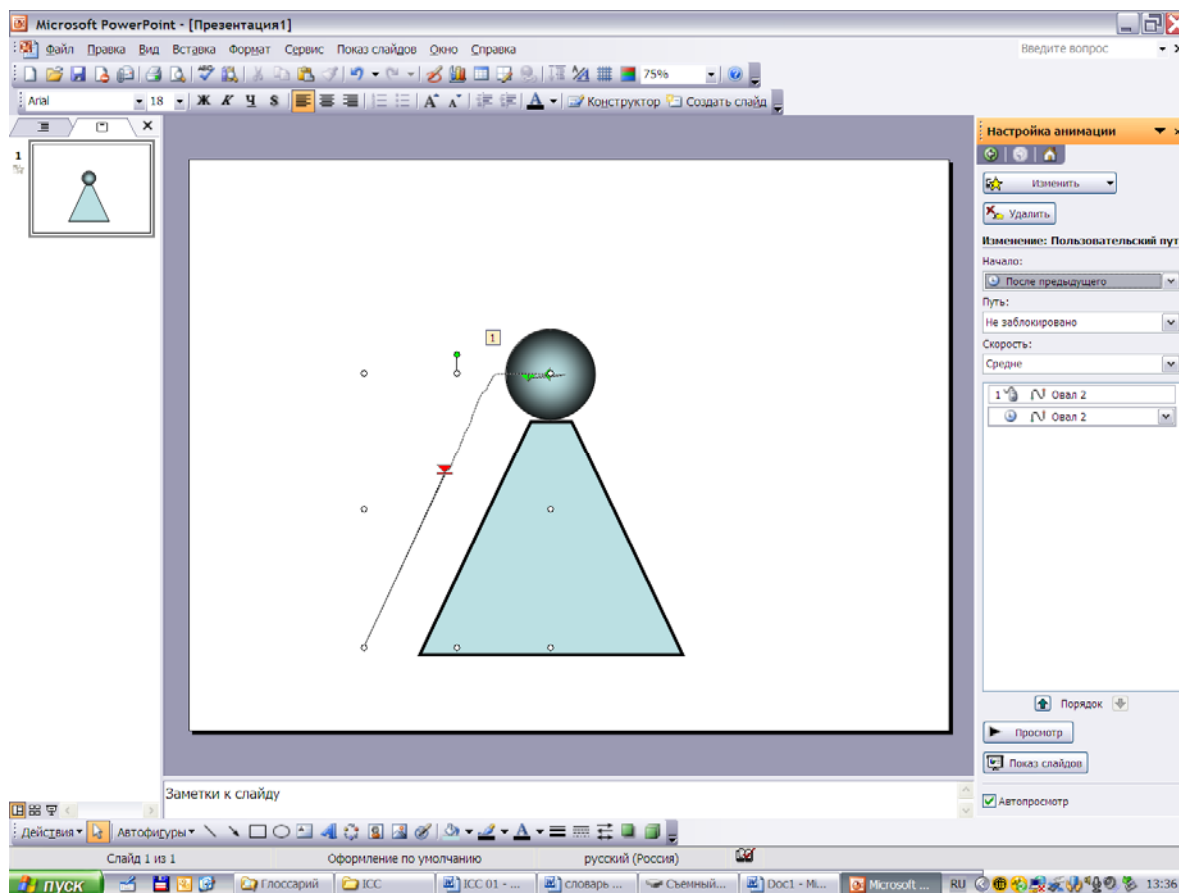 Microsoft PowerPoint - [Презентация1]
Файл Правка Вид Вставка Формат Сервис Показ слайдов Окно Справка Введите вопрос
75%
Arial 18 Ж К Ч S A A A Конструктор Создать слайд
Настройка анимации
1
Изменить
Удалить
Изменение: Пользовательский пут
Начало:
После предыдущего
Путь:
Не заблокировано
Скорость:
Средне
1
1 Овал 2
Овал 2
Порядок
Просмотр
Показ слайдов
Автопросмотр
Заметки к слайду
Действия Автофигуры A
Слайд 1 из 1 Оформление по умолчанию русский (Россия)
пуск Глоссарий ICC ICC 01 - ... словарь ... Съемный... Doc1 - Mi... Microsoft ... RU 13:36